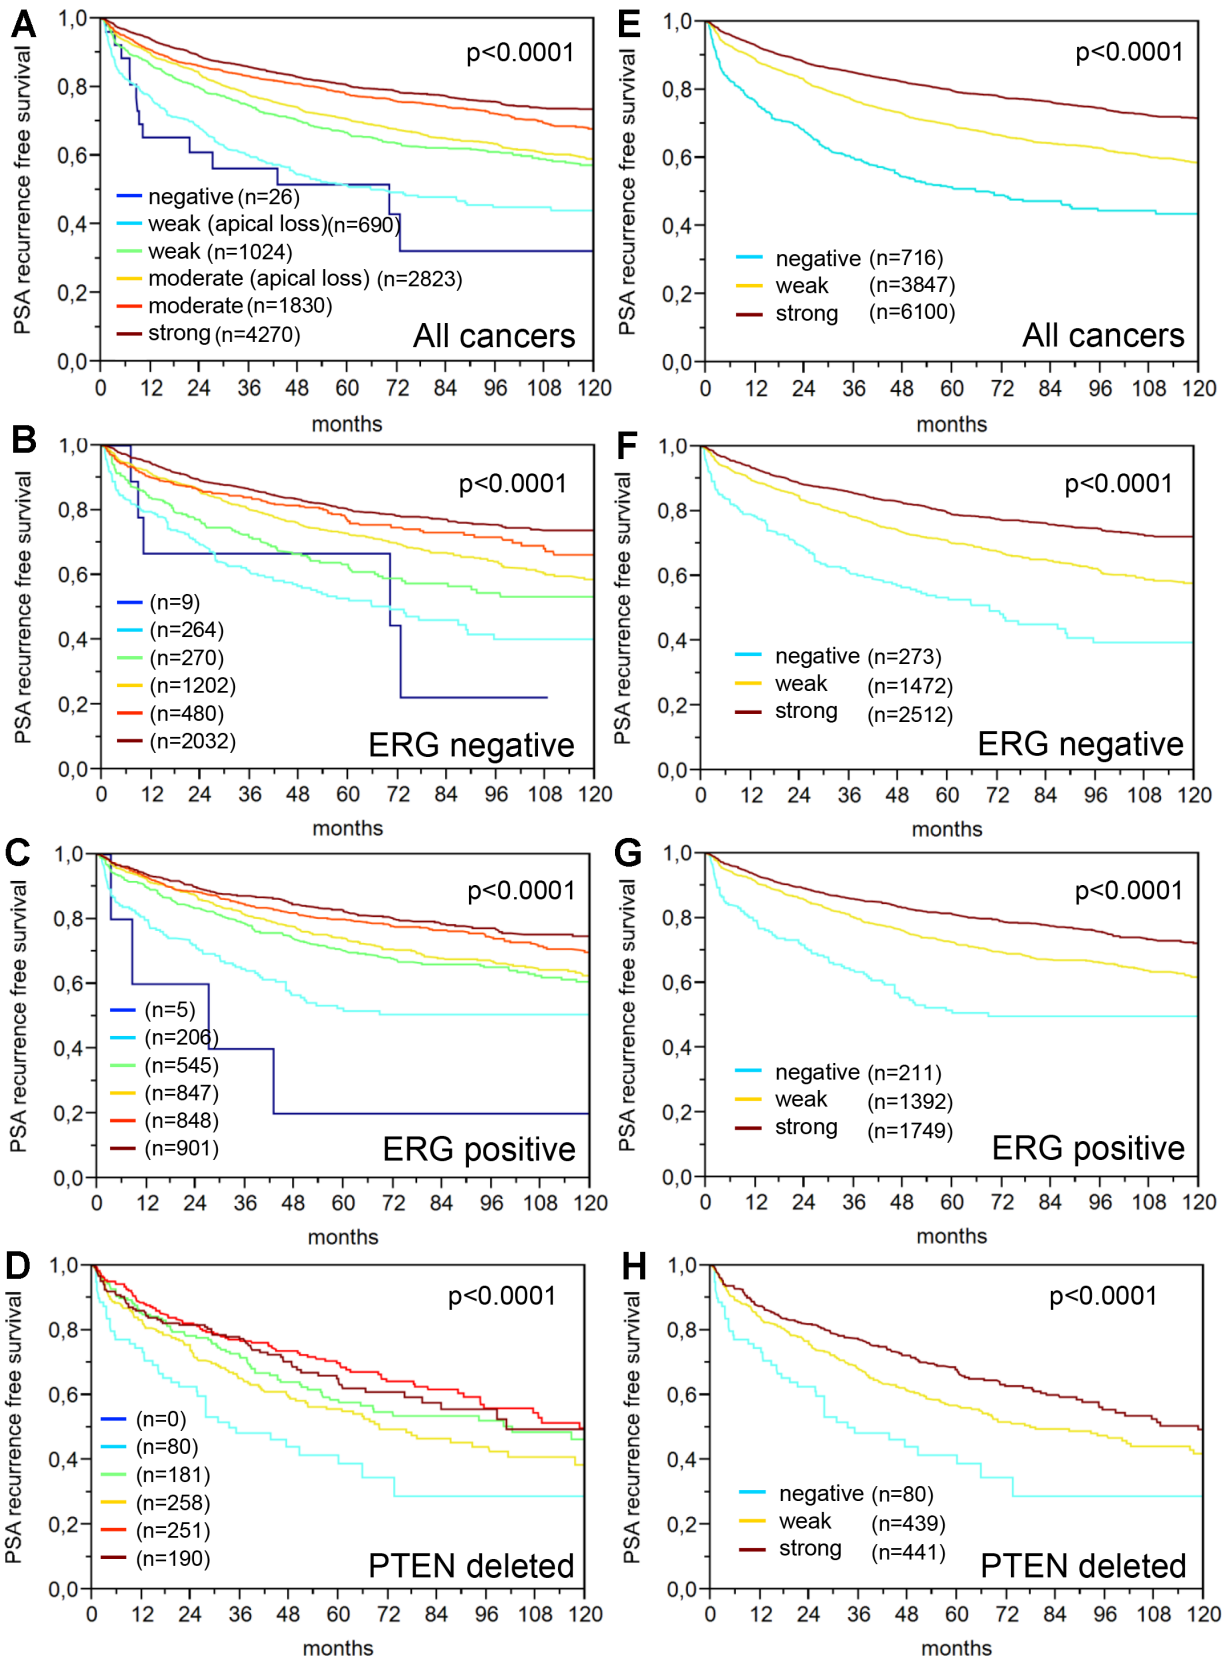 A
PSA recurrence free survival
1,0
0,8
0,6
0,4
0,2
0,0
p<0.0001
negative (n=26)
weak (apical loss)(n=690)
weak (n=1024)
moderate (apical loss) (n=2823)
moderate (n=1830)
strong (n=4270)
All cancers
0 12 24 36 48 60 72 84 96 108 120
months
E
PSA recurrence free survival
1,0
0,8
0,6
0,4
0,2
0,0
p<0.0001
negative (n=716)
weak (n=3847)
strong (n=6100)
All cancers
0 12 24 36 48 60 72 84 96 108 120
months
B
PSA recurrence free survival
1,0
0,8
0,6
0,4
0,2
0,0
p<0.0001
(n=9)
(n=264)
(n=270)
(n=1202)
(n=480)
(n=2032)
ERG negative
0 12 24 36 48 60 72 84 96 108 120
months
F
PSA recurrence free survival
1,0
0,8
0,6
0,4
0,2
0,0
p<0.0001
negative (n=273)
weak (n=1472)
strong (n=2512)
ERG negative
0 12 24 36 48 60 72 84 96 108 120
months
C
PSA recurrence free survival
1,0
0,8
0,6
0,4
0,2
0,0
p<0.0001
(n=5)
(n=206)
(n=545)
(n=847)
(n=848)
(n=901)
ERG positive
0 12 24 36 48 60 72 84 96 108 120
months
G
PSA recurrence free survival
1,0
0,8
0,6
0,4
0,2
0,0
p<0.0001
negative (n=211)
weak (n=1392)
strong (n=1749)
ERG positive
0 12 24 36 48 60 72 84 96 108 120
months
D
PSA recurrence free survival
1,0
0,8
0,6
0,4
0,2
0,0
p<0.0001
(n=0)
(n=80)
(n=181)
(n=258)
(n=251)
(n=190)
PTEN deleted
0 12 24 36 48 60 72 84 96 108 120
months
H
PSA recurrence free survival
1,0
0,8
0,6
0,4
0,2
0,0
p<0.0001
negative (n=80)
weak (n=439)
strong (n=441)
PTEN deleted
0 12 24 36 48 60 72 84 96 108 120
months